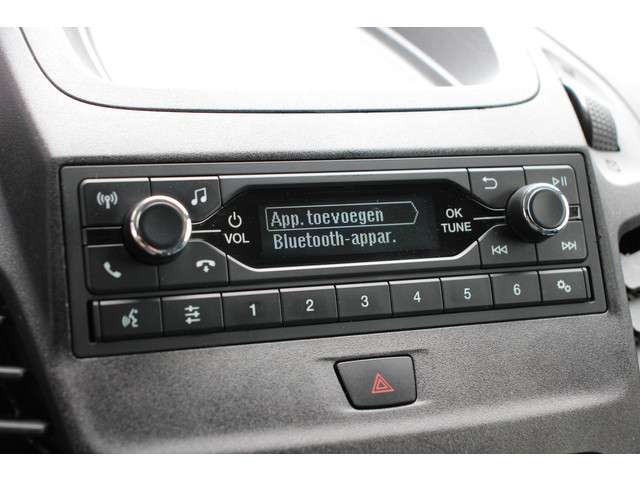 App. toevoegen
Bluetooth-appar.
VOL
OK
TUNE
1 2 3 4 5 6